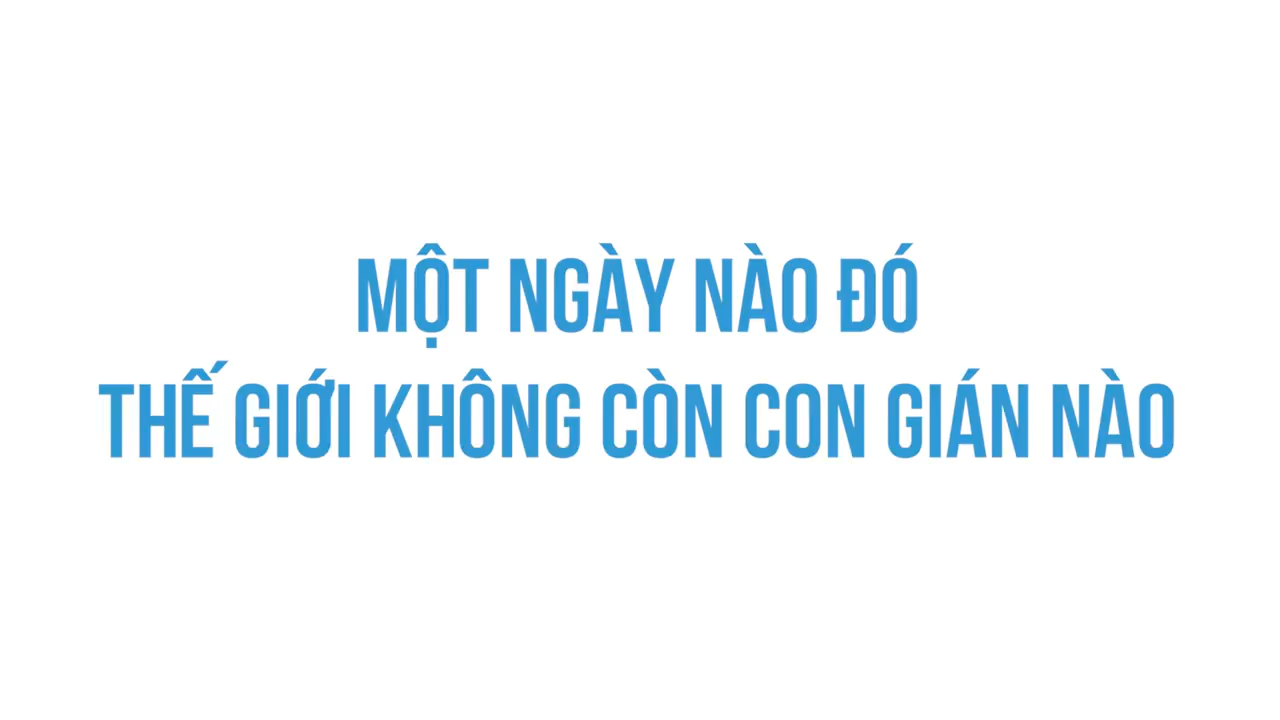 MỘT NGÀY NÀO ĐÓ
THẾ GIỚI KHÔNG CÒN CON GIÁN NÀO